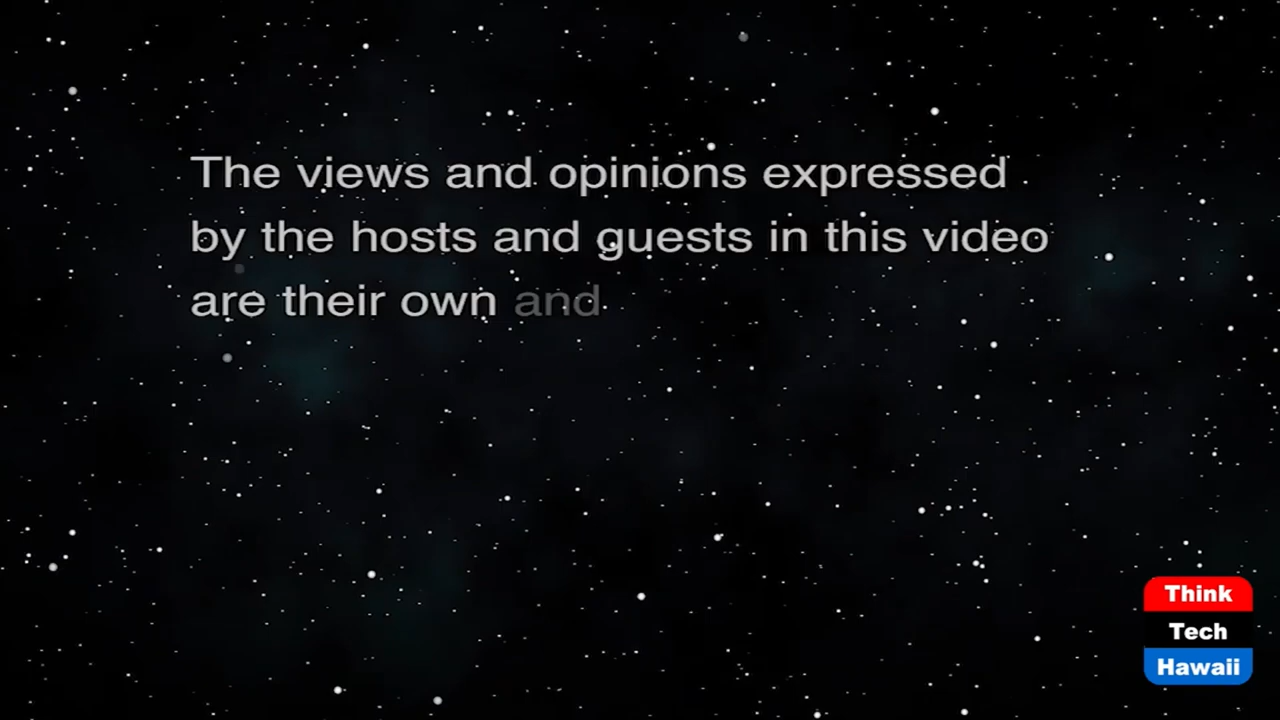 The views and opinions expressed
by the hosts and guests in this video
are their own and
Think
Tech
Hawaii